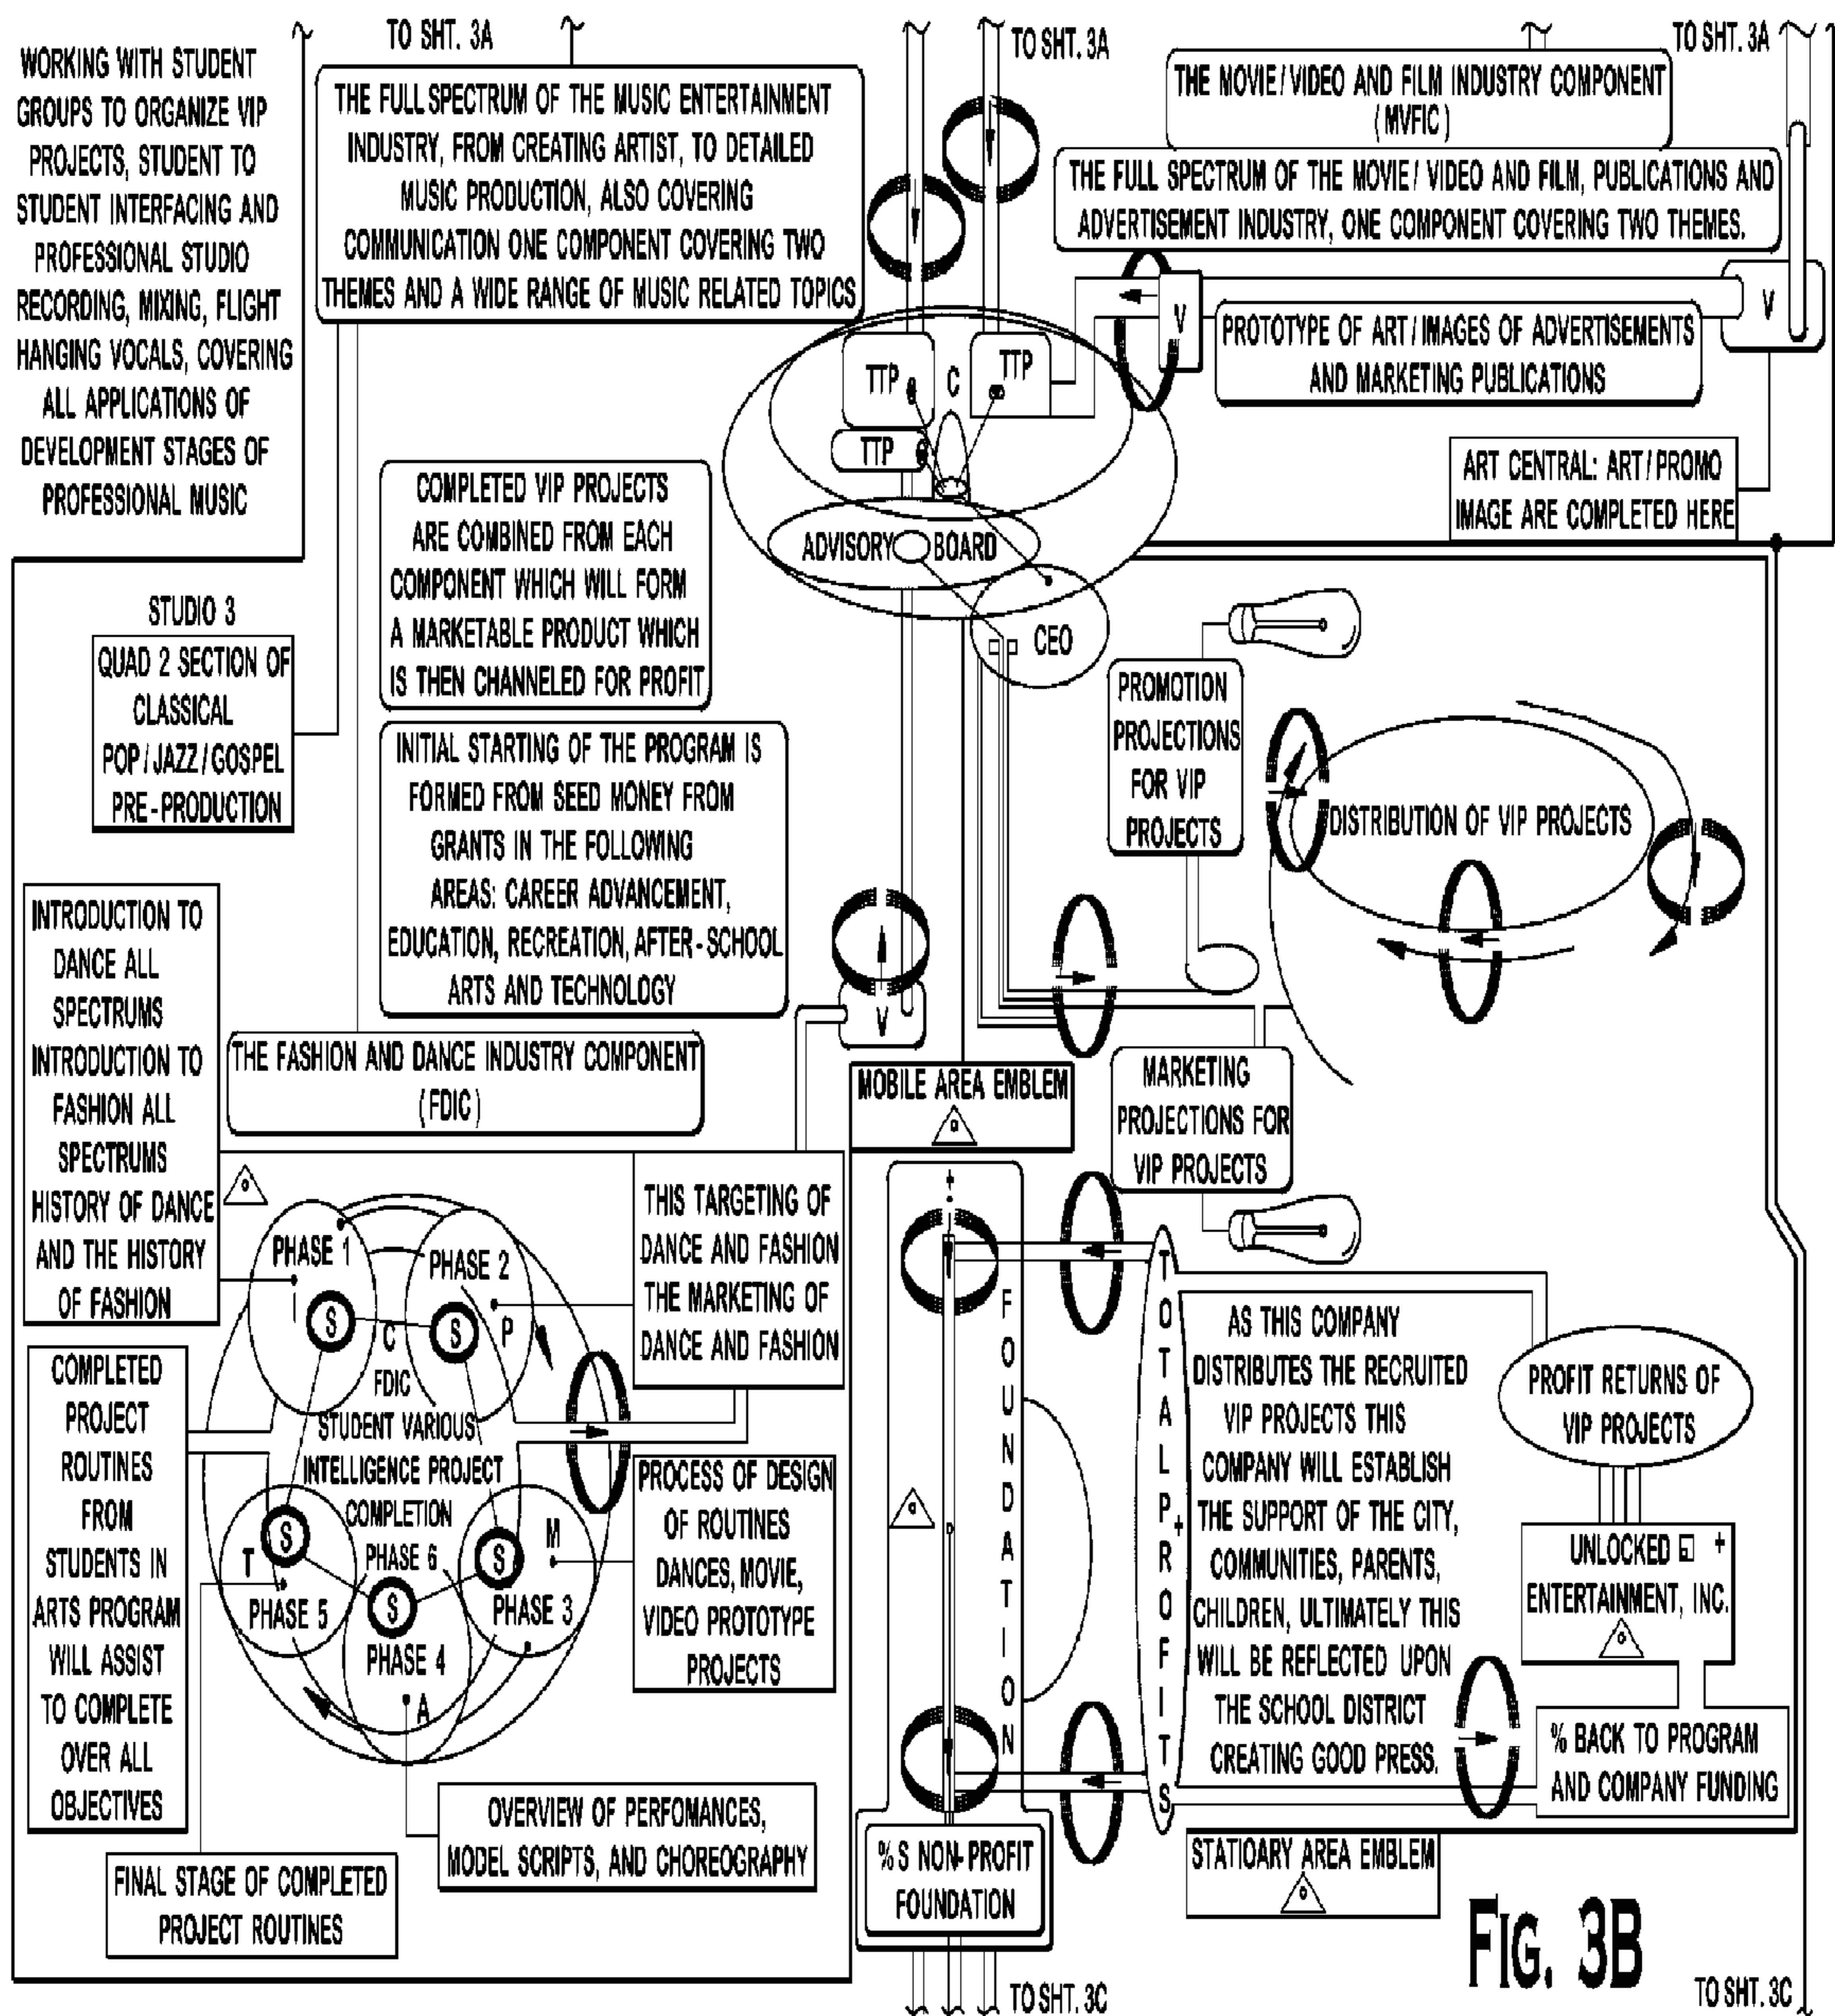 TO SHT. 3A
TO SHT. 3A
TO SHT. 3A
WORKING WITH STUDENT
GROUPS TO ORGANIZE VIP
PROJECTS, STUDENT TO
STUDENT INTERFACING AND
PROFESSIONAL STUDIO
RECORDING, MIXING, FLIGHT
HANGING VOCALS, COVERING
ALL APPLICATIONS OF
DEVELOPMENT STAGES OF
PROFESSIONAL MUSIC
THE FULL SPECTRUM OF THE MUSIC ENTERTAINMENT
INDUSTRY, FROM CREATING ARTIST, TO DETAILED
MUSIC PRODUCTION, ALSO COVERING
COMMUNICATION ONE COMPONENT COVERING TWO
THEMES AND A WIDE RANGE OF MUSIC RELATED TOPICS
THE MOVIE / VIDEO AND FILM INDUSTRY COMPONENT
( MVFIC )
THE FULL SPECTRUM OF THE MOVIE / VIDEO AND FILM, PUBLICATIONS AND
ADVERTISEMENT INDUSTRY, ONE COMPONENT COVERING TWO THEMES.
V
V
PROTOTYPE OF ART / IMAGES OF ADVERTISEMENTS
AND MARKETING PUBLICATIONS
TTP
C
TTP
TTP
ADVISORY BOARD
CEO
ART CENTRAL: ART / PROMO
IMAGE ARE COMPLETED HERE
COMPLETED VIP PROJECTS
ARE COMBINED FROM EACH
COMPONENT WHICH WILL FORM
A MARKETABLE PRODUCT WHICH
IS THEN CHANNELED FOR PROFIT
STUDIO 3
QUAD 2 SECTION OF
CLASSICAL
POP / JAZZ / GOSPEL
PRE - PRODUCTION
INITIAL STARTING OF THE PROGRAM IS
FORMED FROM SEED MONEY FROM
GRANTS IN THE FOLLOWING
AREAS: CAREER ADVANCEMENT,
EDUCATION, RECREATION, AFTER - SCHOOL
ARTS AND TECHNOLOGY
PROMOTION
PROJECTIONS
FOR VIP
PROJECTS
DISTRIBUTION OF VIP PROJECTS
V
INTRODUCTION TO
DANCE ALL
SPECTRUMS
INTRODUCTION TO
FASHION ALL
SPECTRUMS
HISTORY OF DANCE
AND THE HISTORY
OF FASHION
THE FASHION AND DANCE INDUSTRY COMPONENT
( FDIC )
MOBILE AREA EMBLEM
MARKETING
PROJECTIONS FOR
VIP PROJECTS
THIS TARGETING OF
DANCE AND FASHION
THE MARKETING OF
DANCE AND FASHION
PHASE 1
PHASE 2
I
S
C
S
P
FDIC
STUDENT VARIOUS
INTELLIGENCE PROJECT
COMPLETION
PHASE 6
S
S
M
T
S
PHASE 5
PHASE 3
PHASE 4
A
COMPLETED
PROJECT
ROUTINES
FROM
STUDENTS IN
ARTS PROGRAM
WILL ASSIST
TO COMPLETE
OVER ALL
OBJECTIVES
PROCESS OF DESIGN
OF ROUTINES
DANCES, MOVIE,
VIDEO PROTOTYPE
PROJECTS
OVERVIEW OF PERFOMANCES,
MODEL SCRIPTS, AND CHOREOGRAPHY
FINAL STAGE OF COMPLETED
PROJECT ROUTINES
FOUNDATION
%S NON-PROFIT
FOUNDATION
TOTAL PROFITS
AS THIS COMPANY
DISTRIBUTES THE RECRUITED
VIP PROJECTS THIS
COMPANY WILL ESTABLISH
THE SUPPORT OF THE CITY,
COMMUNITIES, PARENTS,
CHILDREN, ULTIMATELY THIS
WILL BE REFLECTED UPON
THE SCHOOL DISTRICT
CREATING GOOD PRESS.
PROFIT RETURNS OF
VIP PROJECTS
UNLOCKED +
ENTERTAINMENT, INC.
% BACK TO PROGRAM
AND COMPANY FUNDING
STATIOARY AREA EMBLEM
FIG. 3B
TO SHT. 3C
TO SHT. 3C